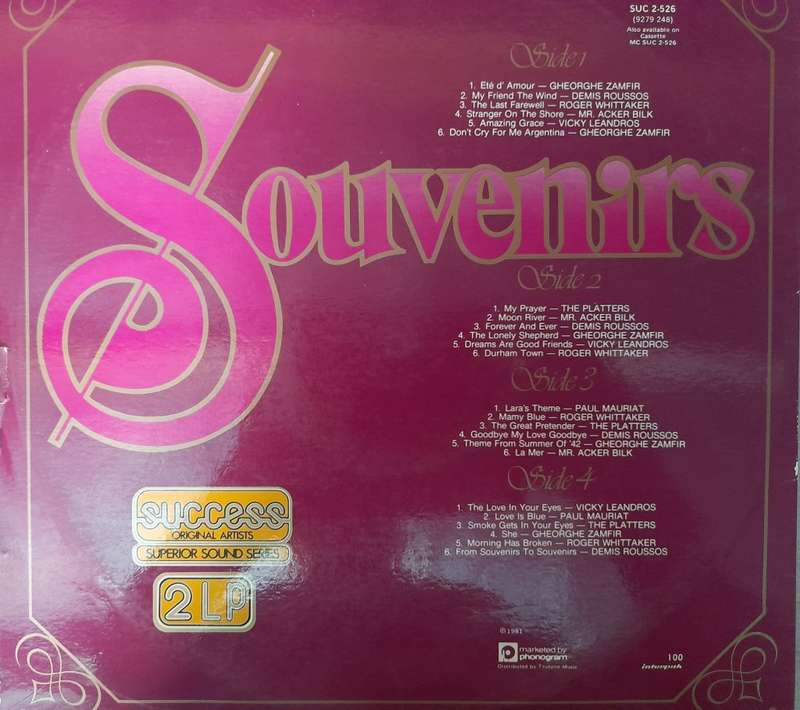 SUC 2-526
(9279 248)
Also available on
Cassette
MC SUC 2-526
Side 1
1. Eté d' Amour — GHEORGHE ZAMFIR
2. My Friend The Wind — DEMIS ROUSSOS
3. The Last Farewell — ROGER WHITTAKER
4. Stranger On The Shore — MR. ACKER BILK
5. Amazing Grace — VICKY LEANDROS
6. Don't Cry For Me Argentina — GHEORGHE ZAMFIR
Souvenirs
Side 2
1. My Prayer — THE PLATTERS
2. Moon River — MR. ACKER BILK
3. Forever And Ever — DEMIS ROUSSOS
4. The Lonely Shepherd — GHEORGHE ZAMFIR
5. Dreams Are Good Friends — VICKY LEANDROS
6. Durham Town — ROGER WHITTAKER
Side 3
1. Lara's Theme — PAUL MAURIAT
2. Mamy Blue — ROGER WHITTAKER
3. The Great Pretender — THE PLATTERS
4. Goodbye My Love Goodbye — DEMIS ROUSSOS
5. Theme From Summer Of '42 — GHEORGHE ZAMFIR
6. La Mer — MR. ACKER BILK
Side 4
1. The Love In Your Eyes — VICKY LEANDROS
2. Love Is Blue — PAUL MAURIAT
3. Smoke Gets In Your Eyes — THE PLATTERS
4. She — GHEORGHE ZAMFIR
5. Morning Has Broken — ROGER WHITTAKER
6. From Souvenirs To Souvenirs — DEMIS ROUSSOS
success
ORIGINAL ARTISTS
SUPERIOR SOUND SERIES
2 LP
℗ 1981
marketed by
phonogram
Distributed by Trutone Music
100
interpak